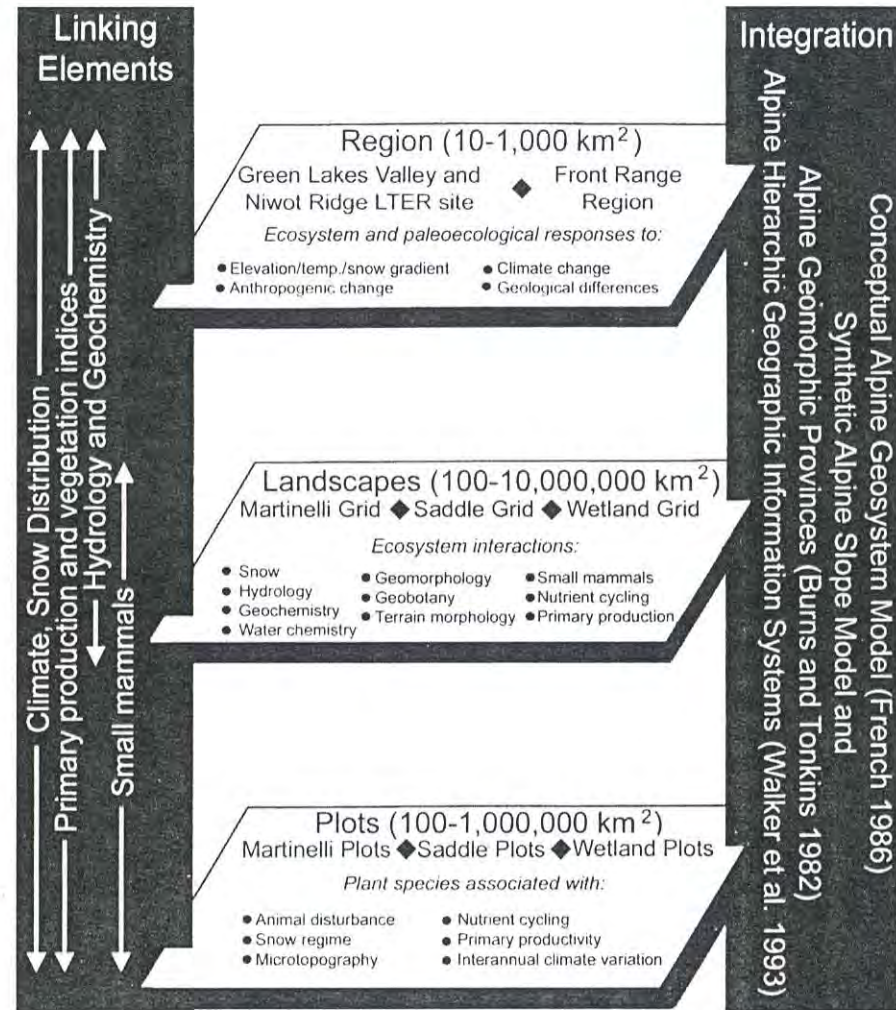 Linking
Elements
Climate, Snow Distribution
Primary production and vegetation indices
Hydrology and Geochemistry
Small mammals
Region (10-1,000 km²)
Green Lakes Valley and
Niwot Ridge LTER site
◆ Front Range
Region
Ecosystem and paleoecological responses to:
● Elevation/temp./snow gradient
● Anthropogenic change
● Climate change
● Geological differences
Landscapes (100-10,000,000 km²)
Martinelli Grid ◆ Saddle Grid ◆ Wetland Grid
Ecosystem interactions:
● Snow
● Hydrology
● Geochemistry
● Water chemistry
● Geomorphology
● Geobotany
● Terrain morphology
● Small mammals
● Nutrient cycling
● Primary production
Plots (100-1,000,000 km²)
Martinelli Plots ◆ Saddle Plots ◆ Wetland Plots
Plant species associated with:
● Animal disturbance
● Snow regime
● Microtopography
● Nutrient cycling
● Primary productivity
● Interannual climate variation
Integration
Conceptual Alpine Geosystem Model (French 1986)
Synthetic Alpine Slope Model and
Alpine Geomorphic Provinces (Burns and Tonkins 1982)
Alpine Hierarchic Geographic Information Systems (Walker et al. 1993)